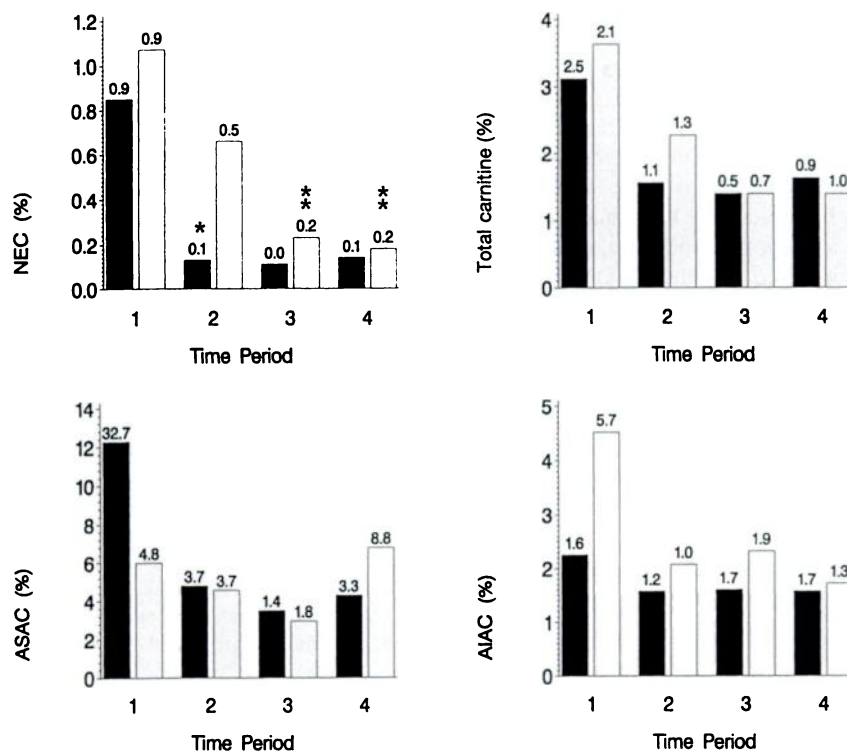 NEC (%)
1.2
1.0
0.8
0.6
0.4
0.2
0.0
0.9 0.9
* 0.1 0.5
0.0 ** 0.2
0.1 ** 0.2
1 2 3 4
Time Period
Total carnitine (%)
4
3
2
1
0
2.5 2.1
1.1 1.3
0.5 0.7
0.9 1.0
1 2 3 4
Time Period
ASAC (%)
14
12
10
8
6
4
2
0
32.7 4.8
3.7 3.7
1.4 1.8
3.3 8.8
1 2 3 4
Time Period
AIAC (%)
5
4
3
2
1
0
1.6 5.7
1.2 1.0
1.7 1.9
1.7 1.3
1 2 3 4
Time Period